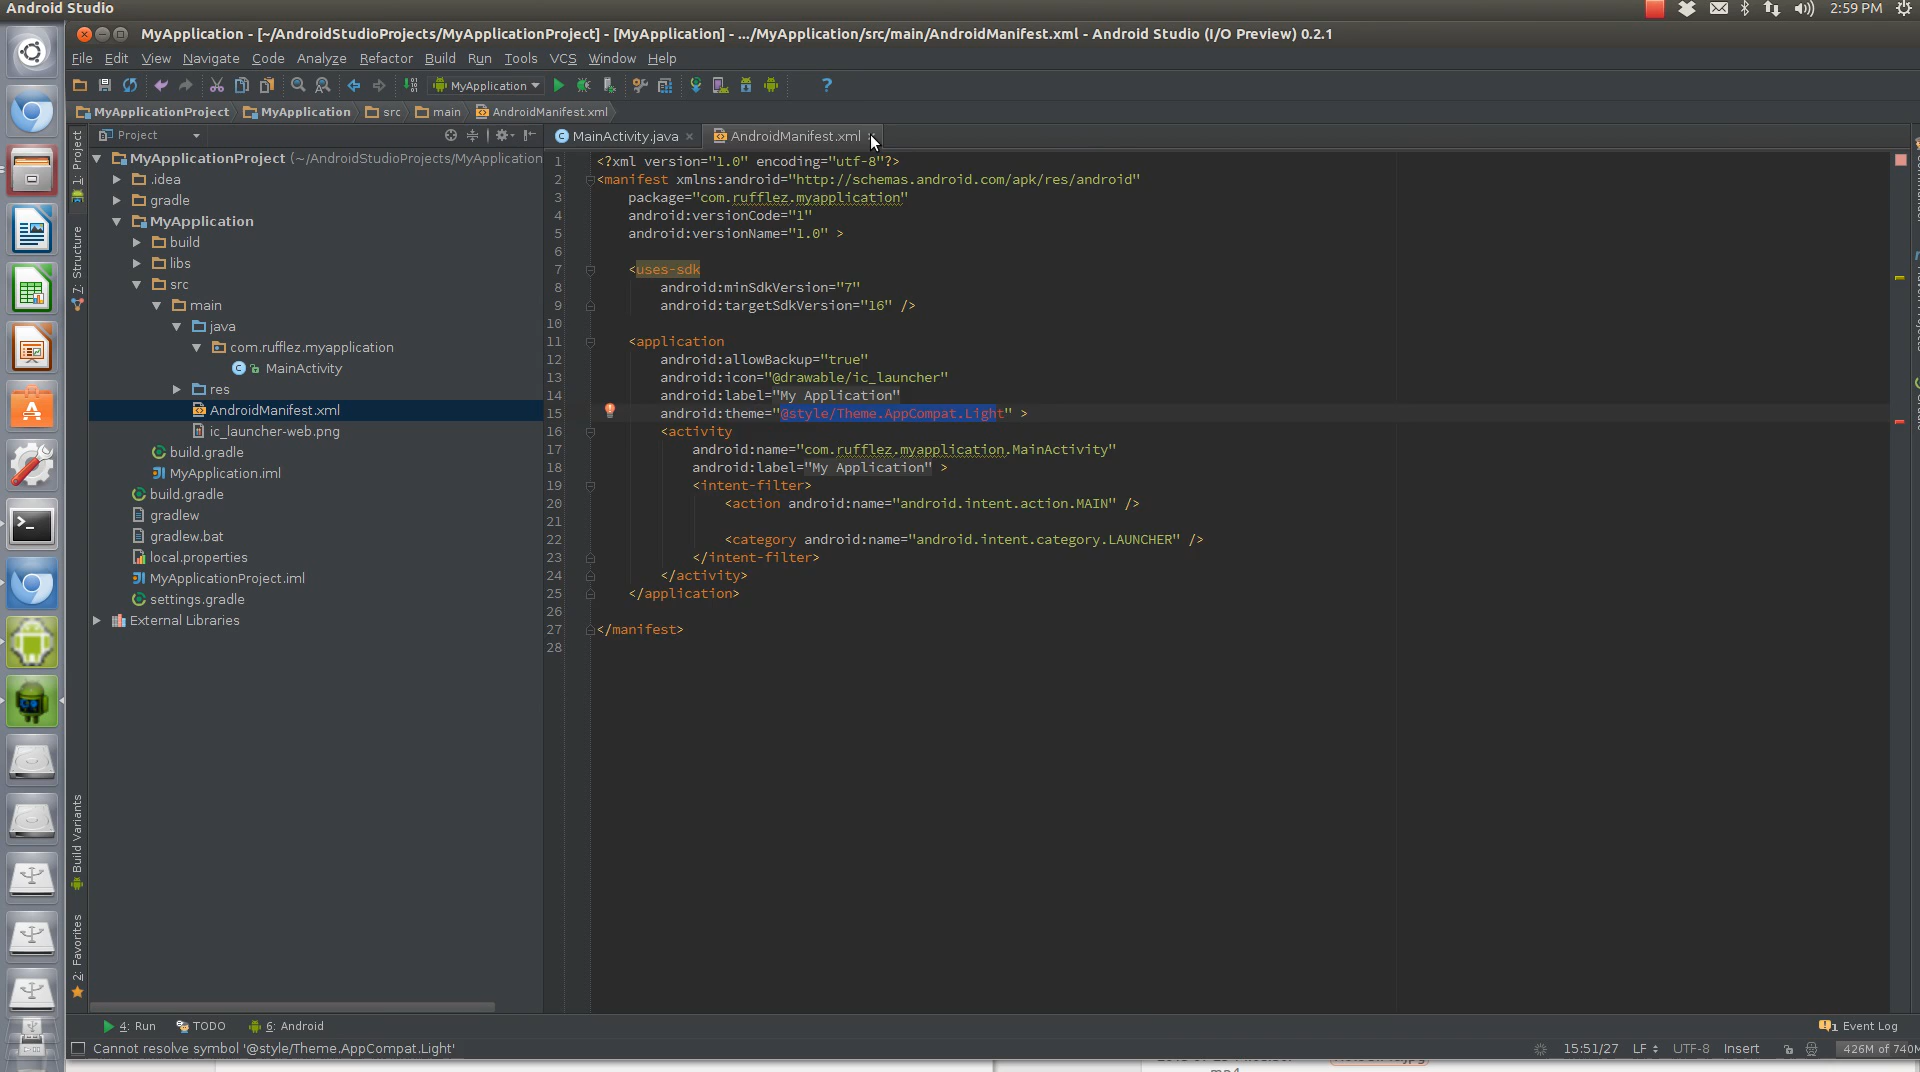 Android Studio
2:59 PM
MyApplication - [~/AndroidStudioProjects/MyApplicationProject] - [MyApplication] - .../MyApplication/src/main/AndroidManifest.xml - Android Studio (I/O Preview) 0.2.1
File Edit View Navigate Code Analyze Refactor Build Run Tools VCS Window Help
MyApplication
MyApplicationProject MyApplication src main AndroidManifest.xml
Project
MainActivity.java AndroidManifest.xml
1: Project
7: Structure
Build Variants
2: Favorites
MyApplicationProject (~/AndroidStudioProjects/MyApplication
.idea
gradle
MyApplication
build
libs
src
main
java
com.rufflez.myapplication
MainActivity
res
AndroidManifest.xml
ic_launcher-web.png
build.gradle
MyApplication.iml
build.gradle
gradlew
gradlew.bat
local.properties
MyApplicationProject.iml
settings.gradle
External Libraries
1 <?xml version="1.0" encoding="utf-8"?>
2 <manifest xmlns:android="http://schemas.android.com/apk/res/android"
3 package="com.rufflez.myapplication"
4 android:versionCode="1"
5 android:versionName="1.0" >
6
7 <uses-sdk
8 android:minSdkVersion="7"
9 android:targetSdkVersion="16" />
10
11 <application
12 android:allowBackup="true"
13 android:icon="@drawable/ic_launcher"
14 android:label="My Application"
15 android:theme="@style/Theme.AppCompat.Light" >
16 <activity
17 android:name="com.rufflez.myapplication.MainActivity"
18 android:label="My Application" >
19 <intent-filter>
20 <action android:name="android.intent.action.MAIN" />
21
22 <category android:name="android.intent.category.LAUNCHER" />
23 </intent-filter>
24 </activity>
25 </application>
26
27 </manifest>
28
4: Run TODO 6: Android
1 Event Log
Cannot resolve symbol '@style/Theme.AppCompat.Light'
15:51/27 LF UTF-8 Insert 426M of 740M